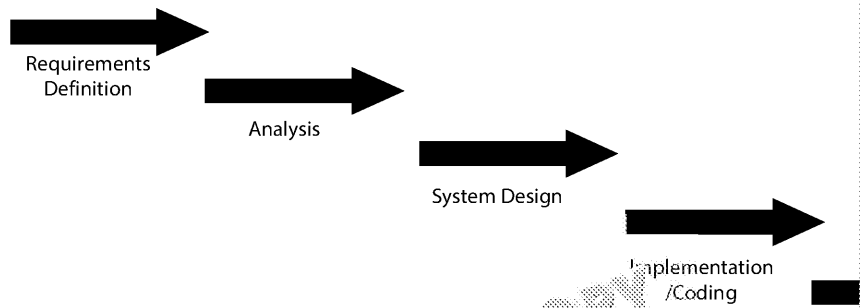 Requirements
Definition
Analysis
System Design
Implementation
/Coding